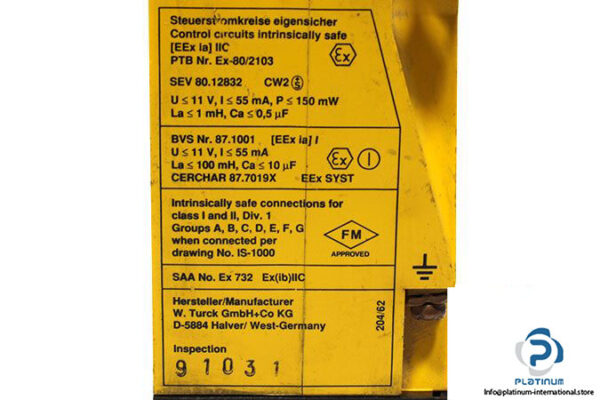 Steuerstromkreise eigensicher
Control circuits intrinsically safe
[EEx ia] IIC
PTB Nr. Ex-80/2103
Ex
SEV 80.12832 CW2 S
U ≤ 11 V, I ≤ 55 mA, P ≤ 150 mW
La ≤ 1 mH, Ca ≤ 0,5 µF
BVS Nr. 87.1001 [EEx ia] I
U ≤ 11 V, I ≤ 55 mA
La ≤ 100 mH, Ca ≤ 10 µF
Ex I
CERCHAR 87.7019X EEx SYST
Intrinsically safe connections for
class I and II, Div. 1
Groups A, B, C, D, E, F, G
when connected per
drawing No. IS-1000
FM
APPROVED
SAA No. Ex 732 Ex(ib)IIC
Hersteller/Manufacturer
W. Turck GmbH+Co KG
D-5884 Halver/ West-Germany
204/62
Inspection
91031
PLATINUM
info@platinum-international.store